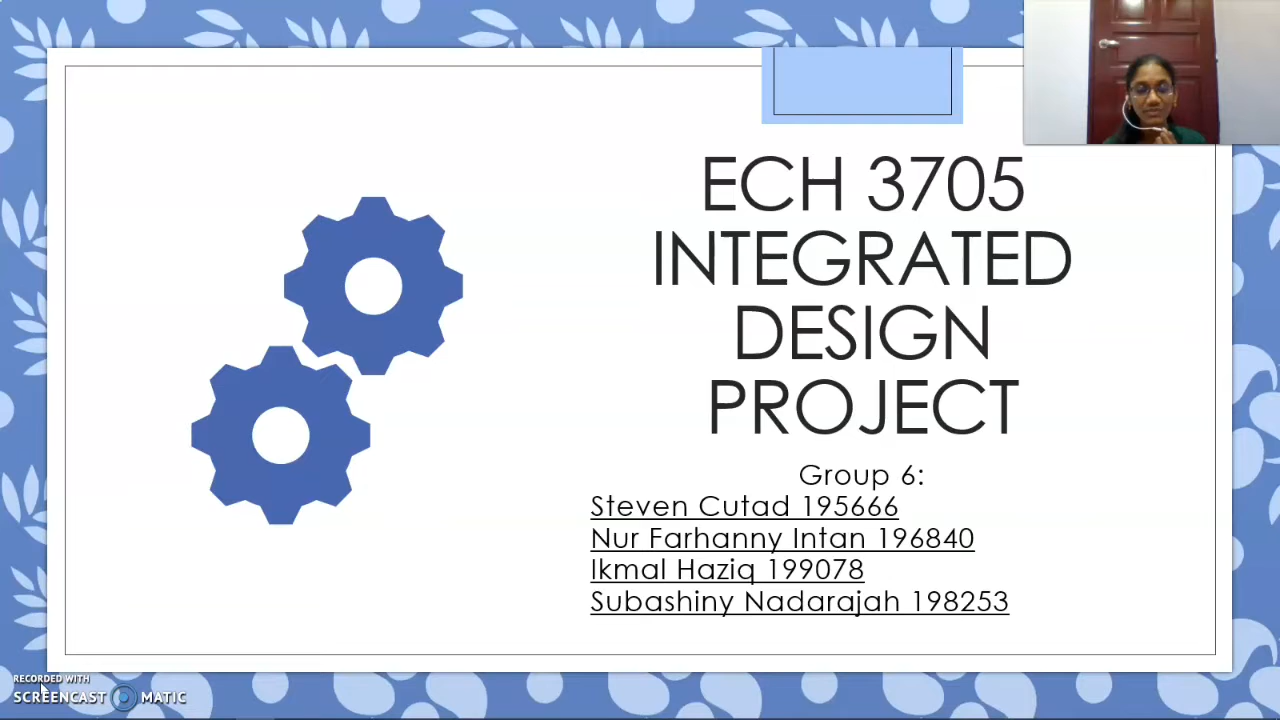 ECH 3705
INTEGRATED
DESIGN
PROJECT
Group 6:
Steven Cutad 195666
Nur Farhanny Intan 196840
Ikmal Haziq 199078
Subashiny Nadarajah 198253
RECORDED WITH
SCREENCAST MATIC